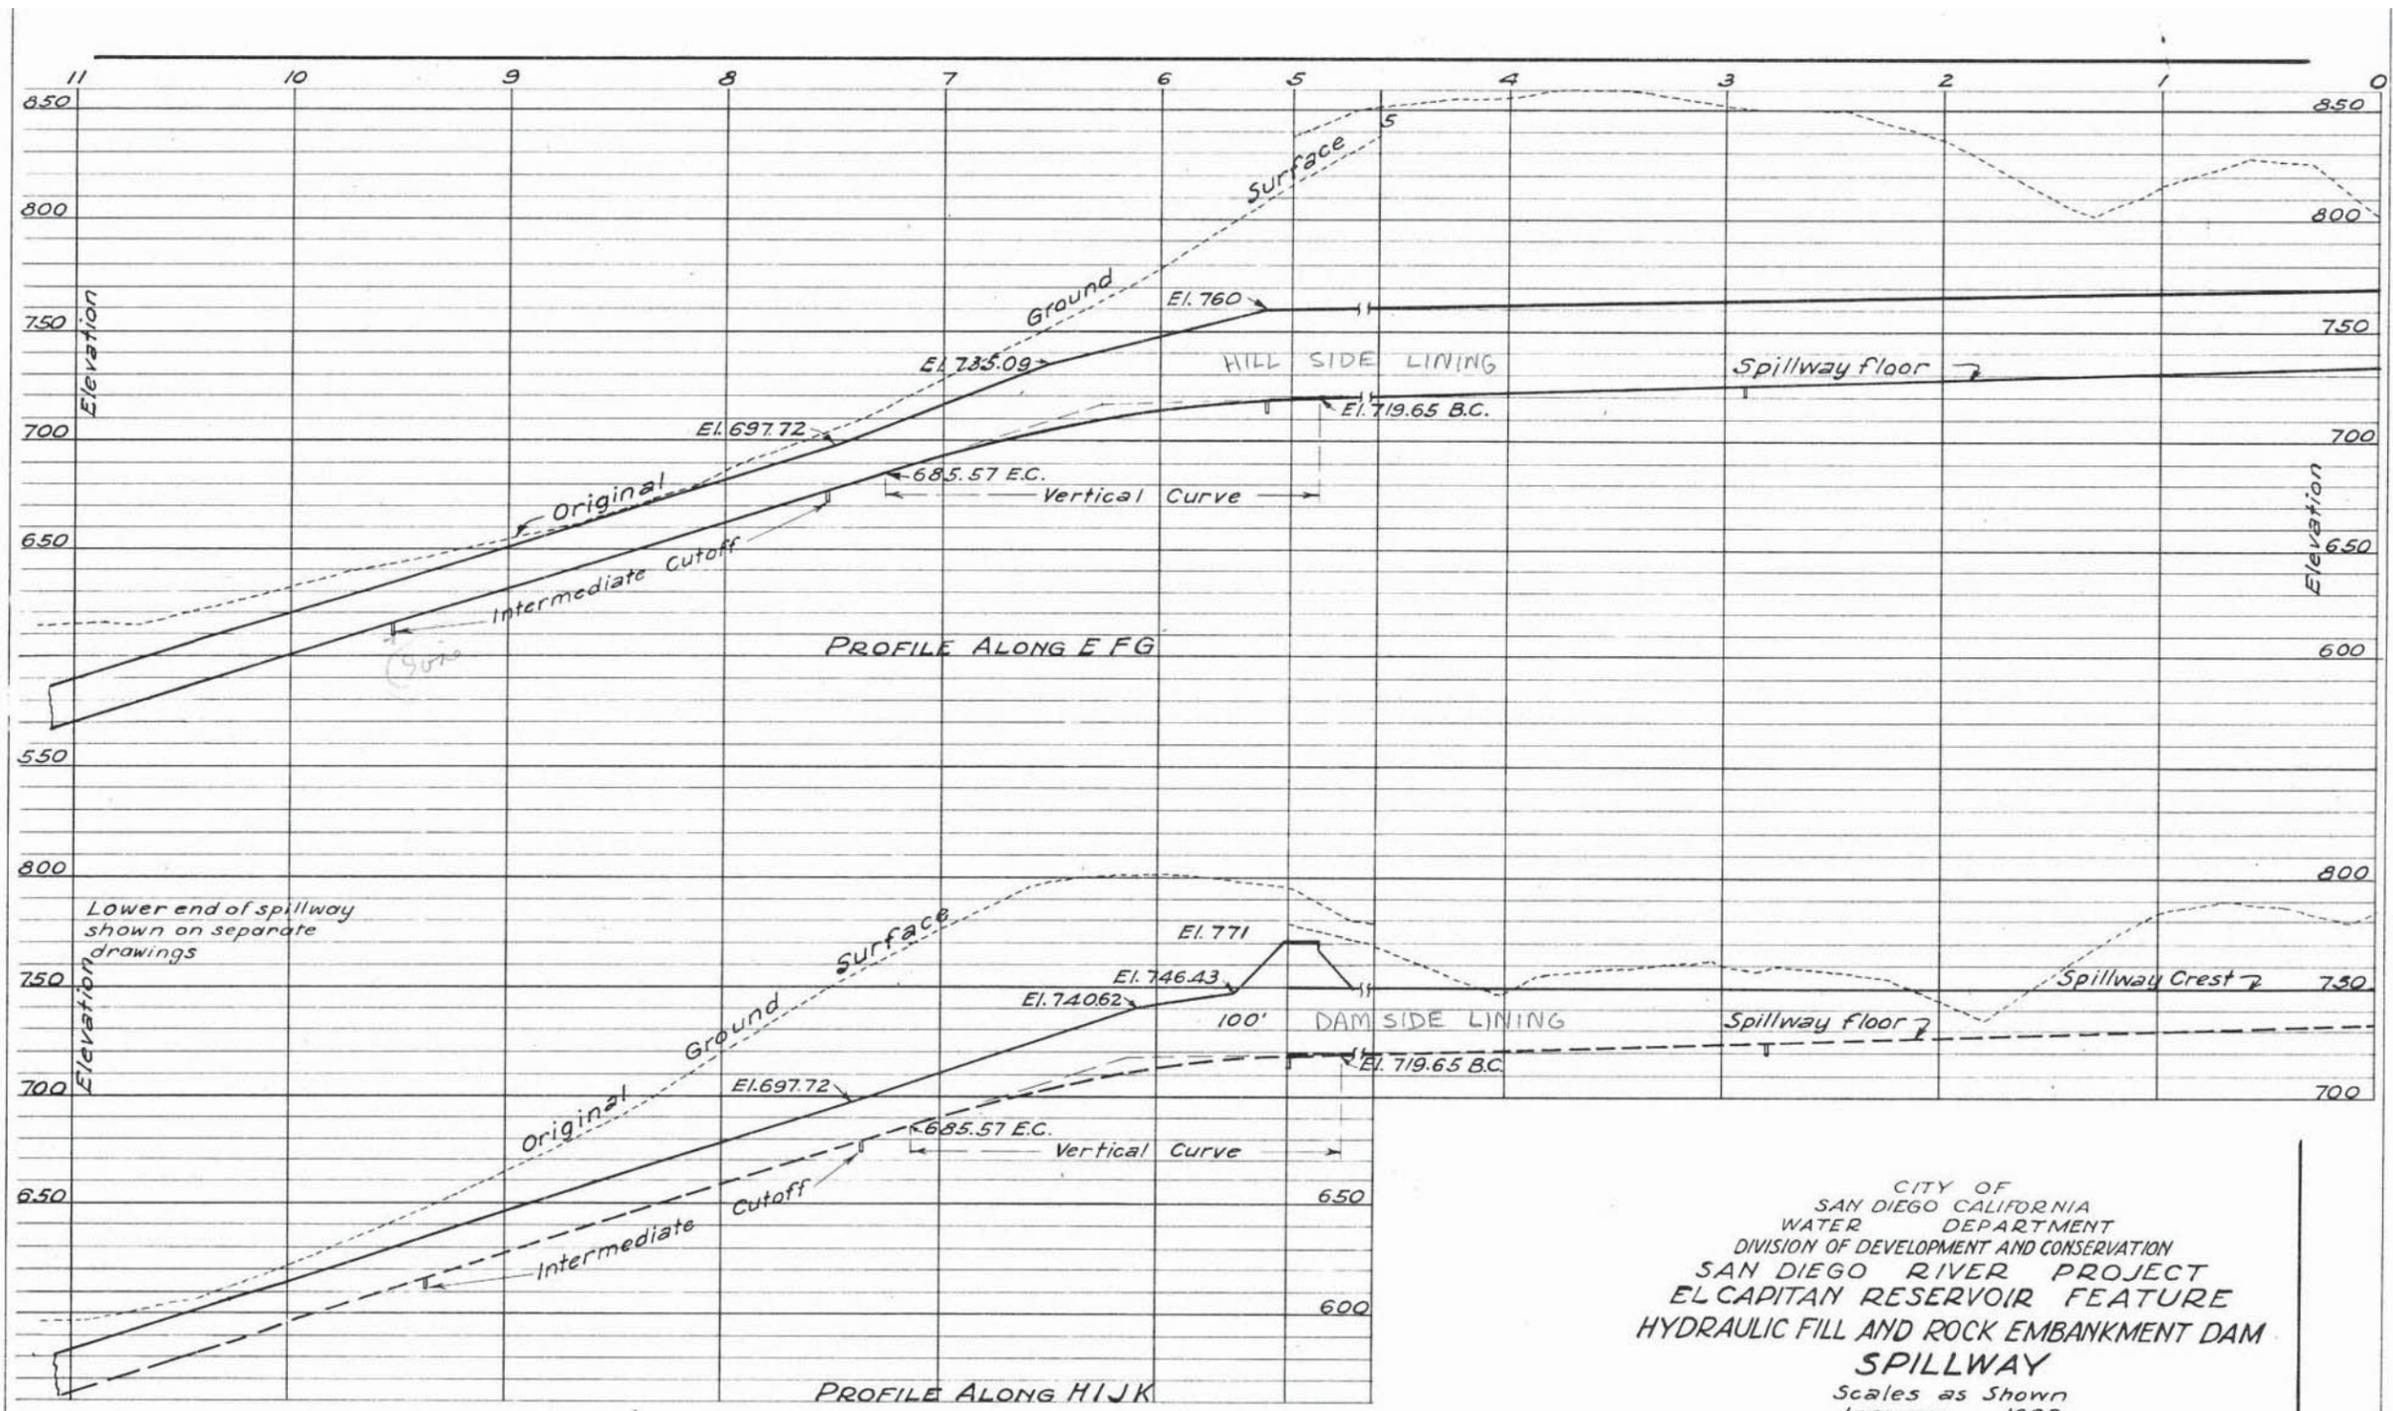 11 10 9 8 7 6 5 4 3 2 1 0
850 850
5
Surface
800 800
Ground
El. 760
750 750
Elevation
El. 735.09
HILL SIDE LINING
Spillway floor
El. 719.65 B.C.
El. 697.72
700 700
685.57 E.C.
Original
Vertical Curve
Elevation
650 650
Intermediate Cutoff
PROFILE ALONG E F G
600
550
800 800
Lower end of spillway
shown on separate
drawings
Surface
El. 771
El. 746.43
Spillway Crest
750 750
El. 740.62
100'
DAM SIDE LINING
Spillway floor
Ground
Elevation
El. 719.65 B.C.
El. 697.72
700 700
Original
685.57 E.C.
Vertical Curve
650 650
Intermediate Cutoff
600
PROFILE ALONG H I J K
CITY OF
SAN DIEGO CALIFORNIA
WATER DEPARTMENT
DIVISION OF DEVELOPMENT AND CONSERVATION
SAN DIEGO RIVER PROJECT
EL CAPITAN RESERVOIR FEATURE
HYDRAULIC FILL AND ROCK EMBANKMENT DAM
SPILLWAY
Scales as Shown